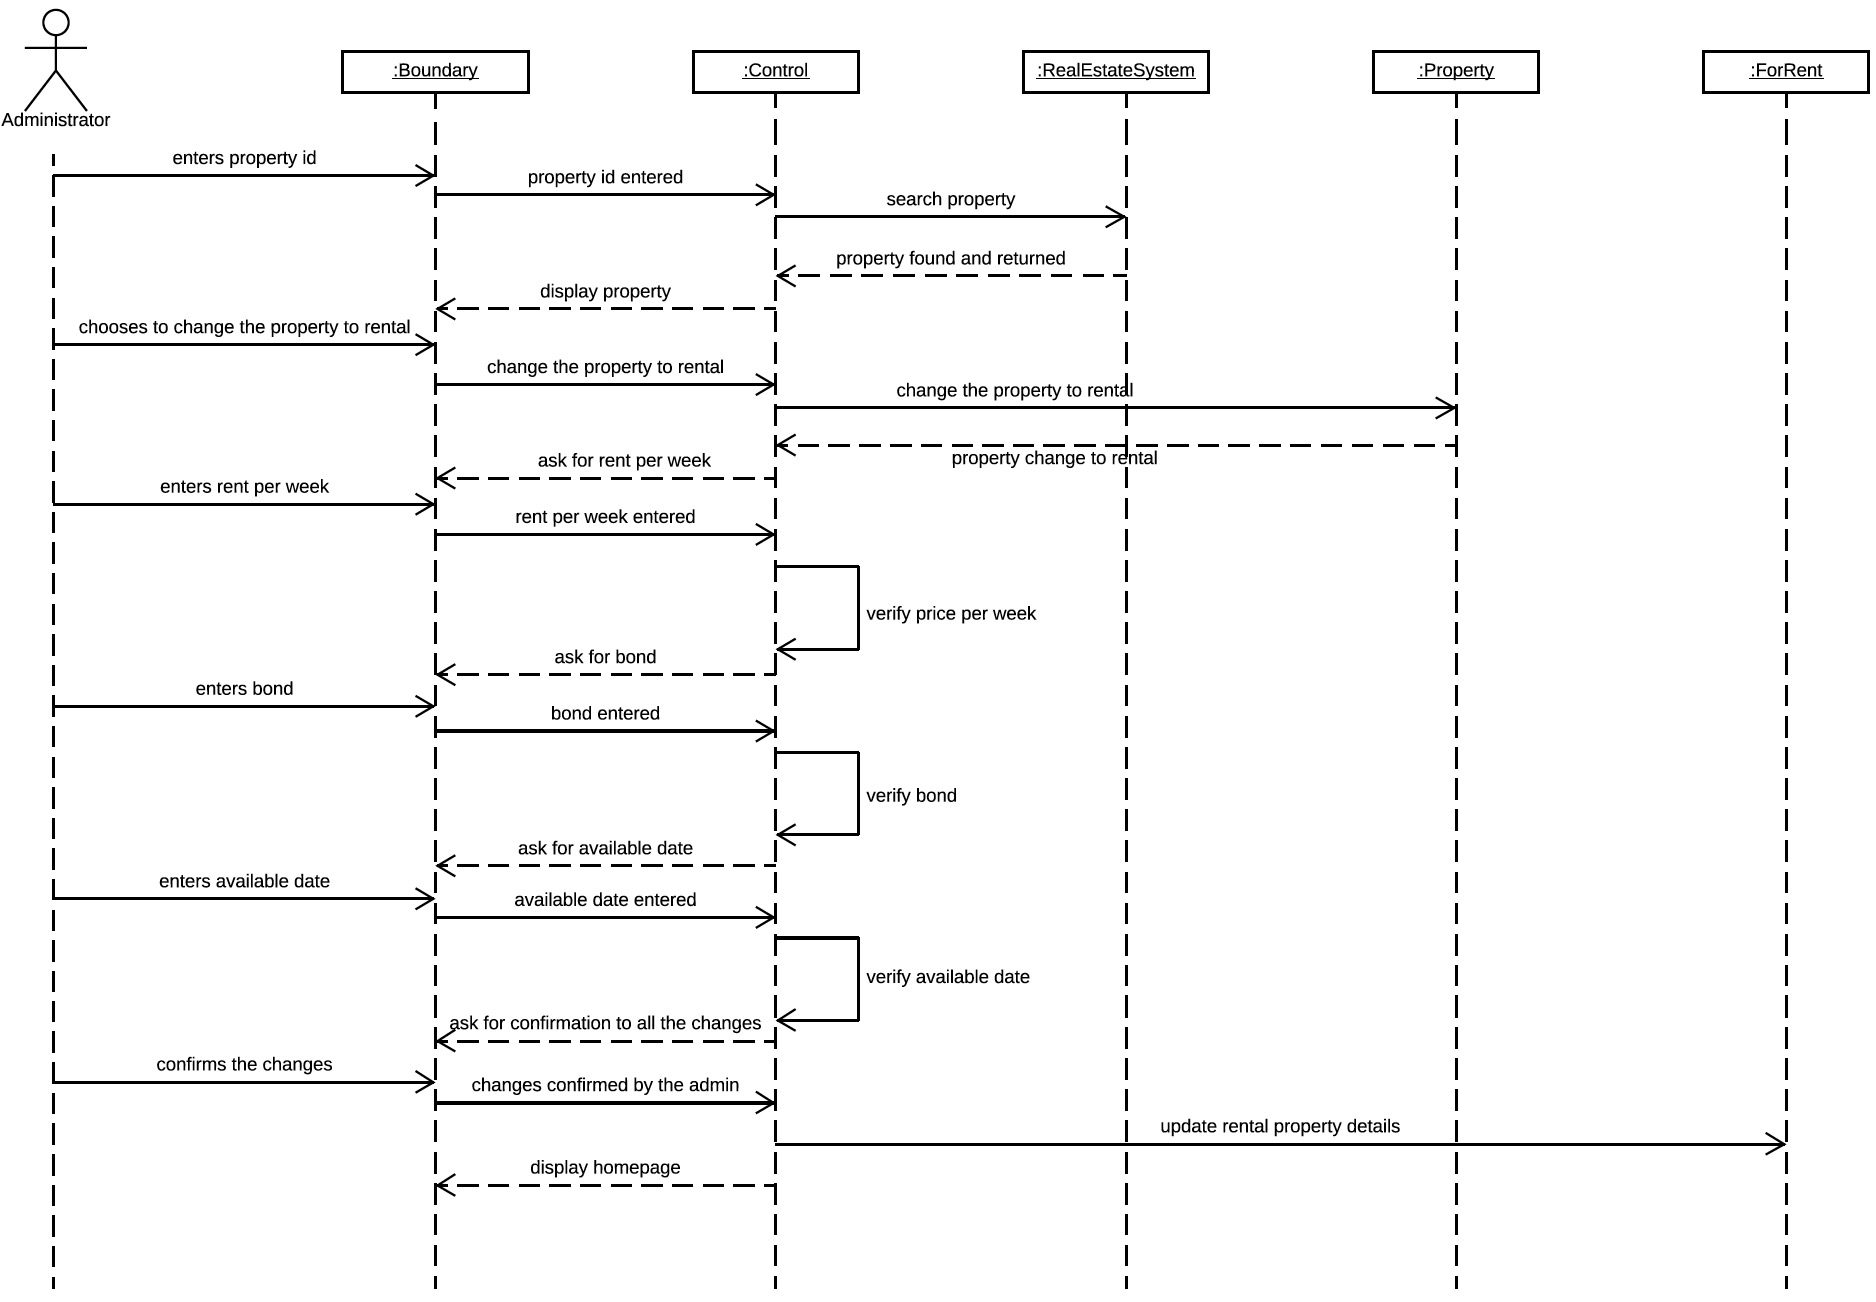 :Boundary
:Control
:RealEstateSystem
:Property
:ForRent
Administrator
enters property id
property id entered
search property
property found and returned
display property
chooses to change the property to rental
change the property to rental
change the property to rental
property change to rental
ask for rent per week
enters rent per week
rent per week entered
verify price per week
ask for bond
enters bond
bond entered
verify bond
ask for available date
enters available date
available date entered
verify available date
ask for confirmation to all the changes
confirms the changes
changes confirmed by the admin
update rental property details
display homepage